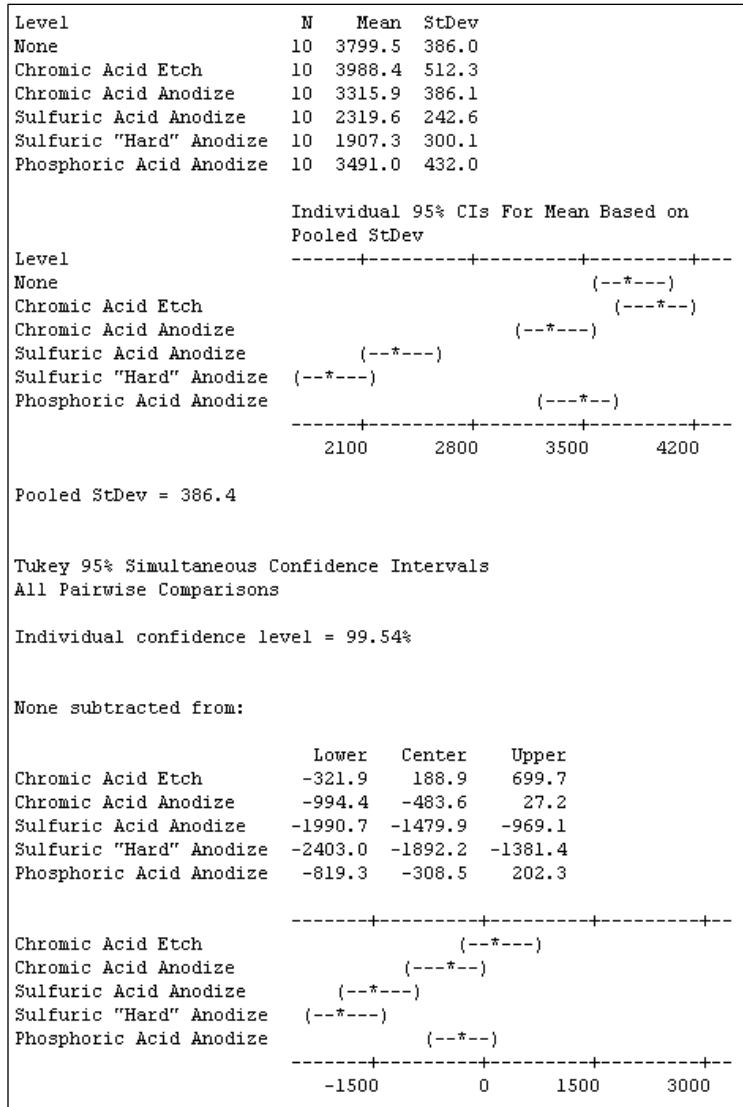 Level                     N    Mean  StDev
None                     10  3799.5  386.0
Chromic Acid Etch        10  3988.4  512.3
Chromic Acid Anodize     10  3315.9  386.1
Sulfuric Acid Anodize    10  2319.6  242.6
Sulfuric "Hard" Anodize  10  1907.3  300.1
Phosphoric Acid Anodize  10  3491.0  432.0
Individual 95% CIs For Mean Based on
Pooled StDev
Level                    ------+---------+---------+---------+---
None                                                (--*---)
Chromic Acid Etch                                     (---*--)
Chromic Acid Anodize                         (--*---)
Sulfuric Acid Anodize          (--*---)
Sulfuric "Hard" Anodize  (--*---)
Phosphoric Acid Anodize                        (---*--)
------+---------+---------+---------+---
2100      2800      3500      4200
Pooled StDev = 386.4
Tukey 95% Simultaneous Confidence Intervals
All Pairwise Comparisons
Individual confidence level = 99.54%
None subtracted from:
Lower   Center    Upper
Chromic Acid Etch         -321.9    188.9    699.7
Chromic Acid Anodize      -994.4   -483.6     27.2
Sulfuric Acid Anodize    -1990.7  -1479.9   -969.1
Sulfuric "Hard" Anodize  -2403.0  -1892.2  -1381.4
Phosphoric Acid Anodize   -819.3   -308.5    202.3
-------+---------+---------+---------+--
Chromic Acid Etch                       (--*---)
Chromic Acid Anodize               (---*--)
Sulfuric Acid Anodize        (--*---)
Sulfuric "Hard" Anodize   (--*---)
Phosphoric Acid Anodize              (--*--)
-------+---------+---------+---------+--
-1500         0      1500      3000